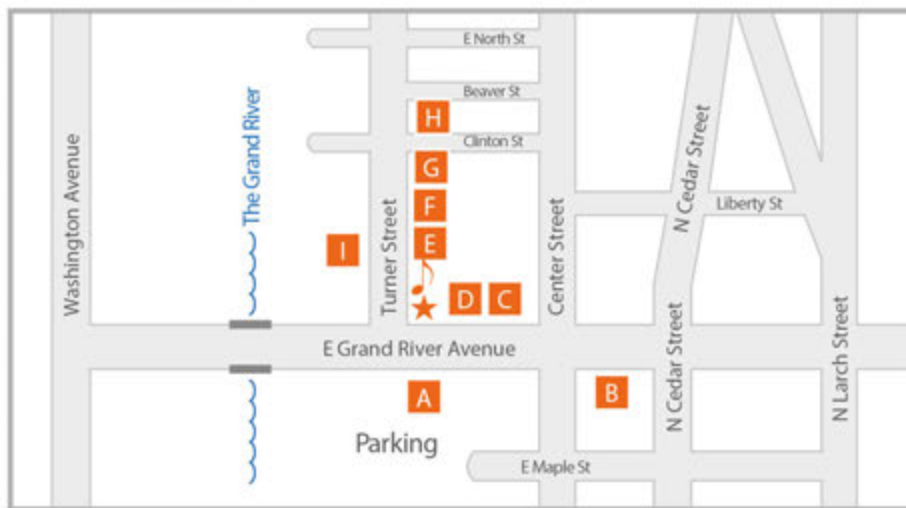 E North St
Beaver St
H
Clinton St
The Grand River
Washington Avenue
G
N Cedar Street
F
Liberty St
Turner Street
Center Street
E
I
D
C
E Grand River Avenue
N Cedar Street
N Larch Street
A
B
Parking
E Maple St